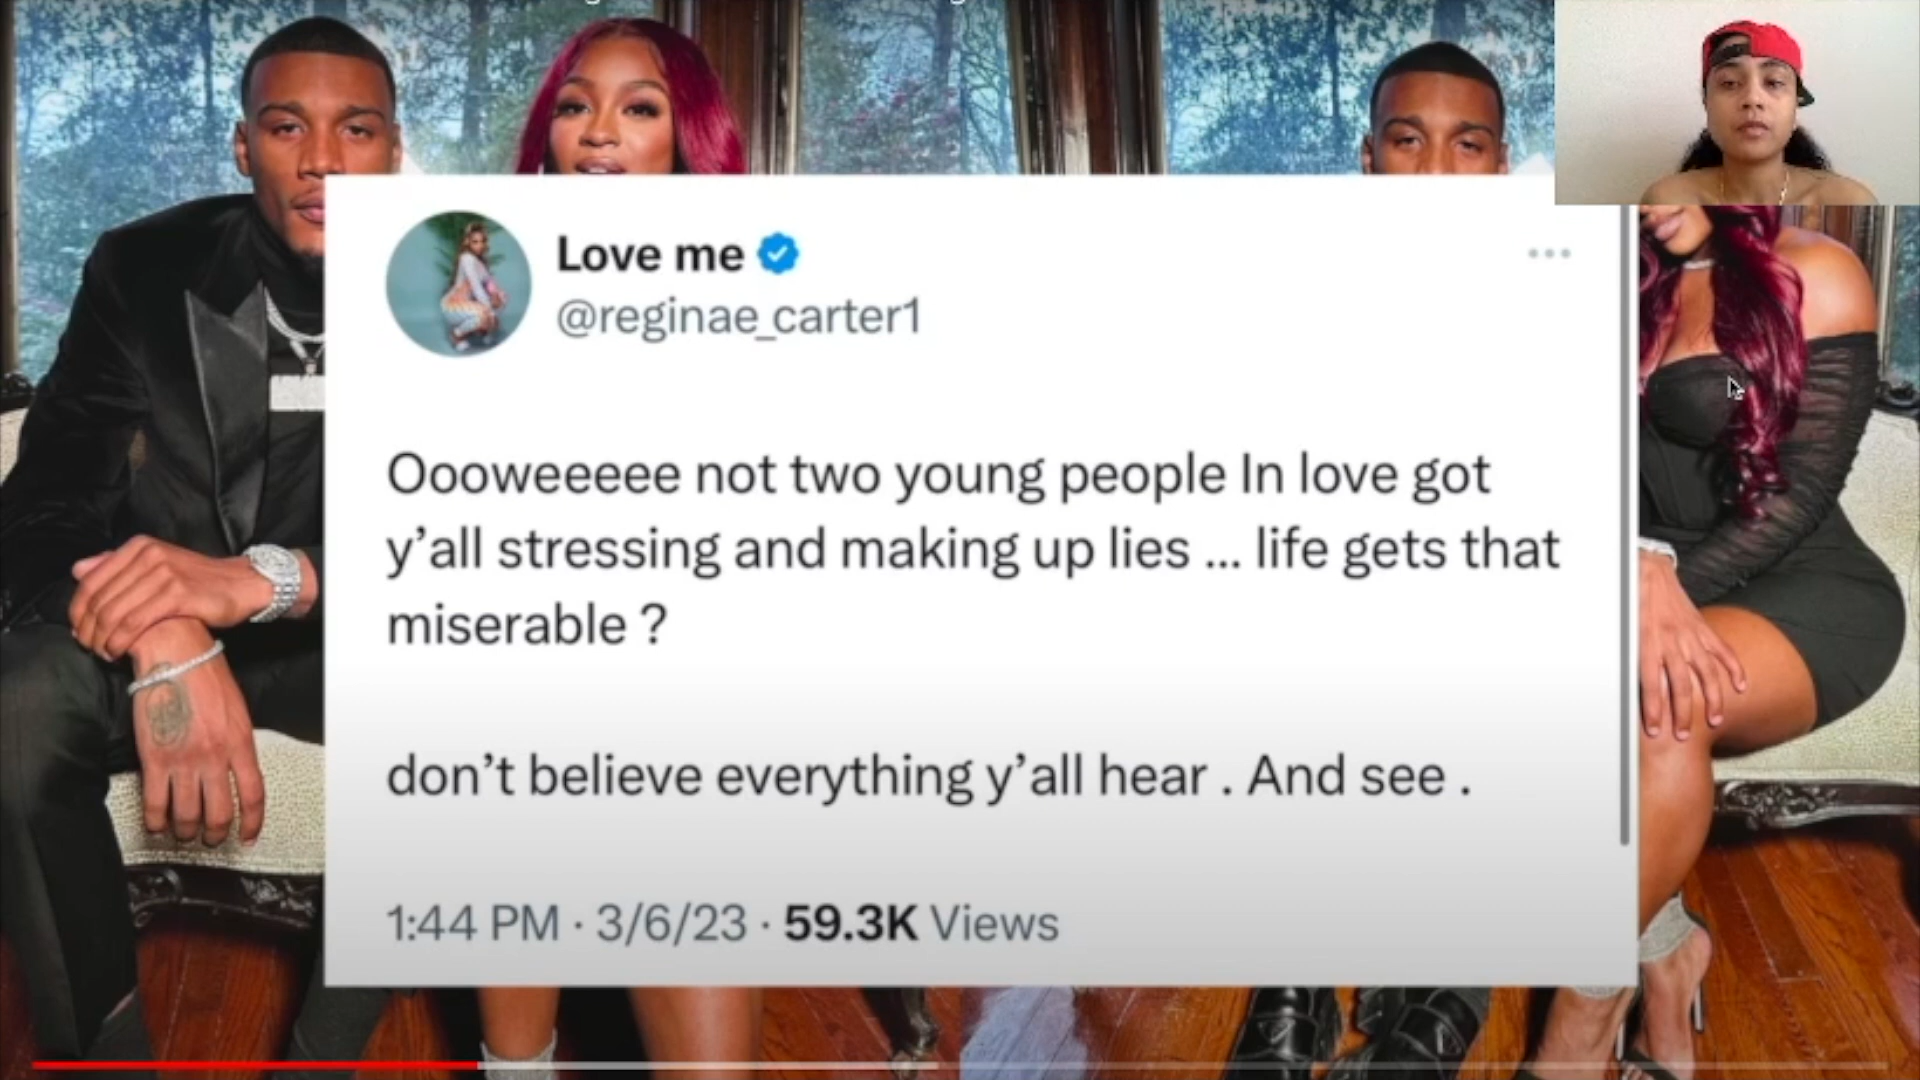 Love me
@reginae_carter1
Oooweeeee not two young people In love got
y’all stressing and making up lies ... life gets that
miserable ?
don’t believe everything y’all hear . And see .
1:44 PM · 3/6/23 · 59.3K Views